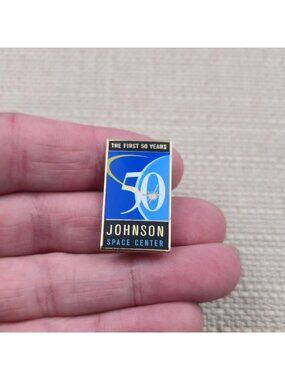 THE FIRST 50 YEARS
50
JOHNSON
SPACE CENTER